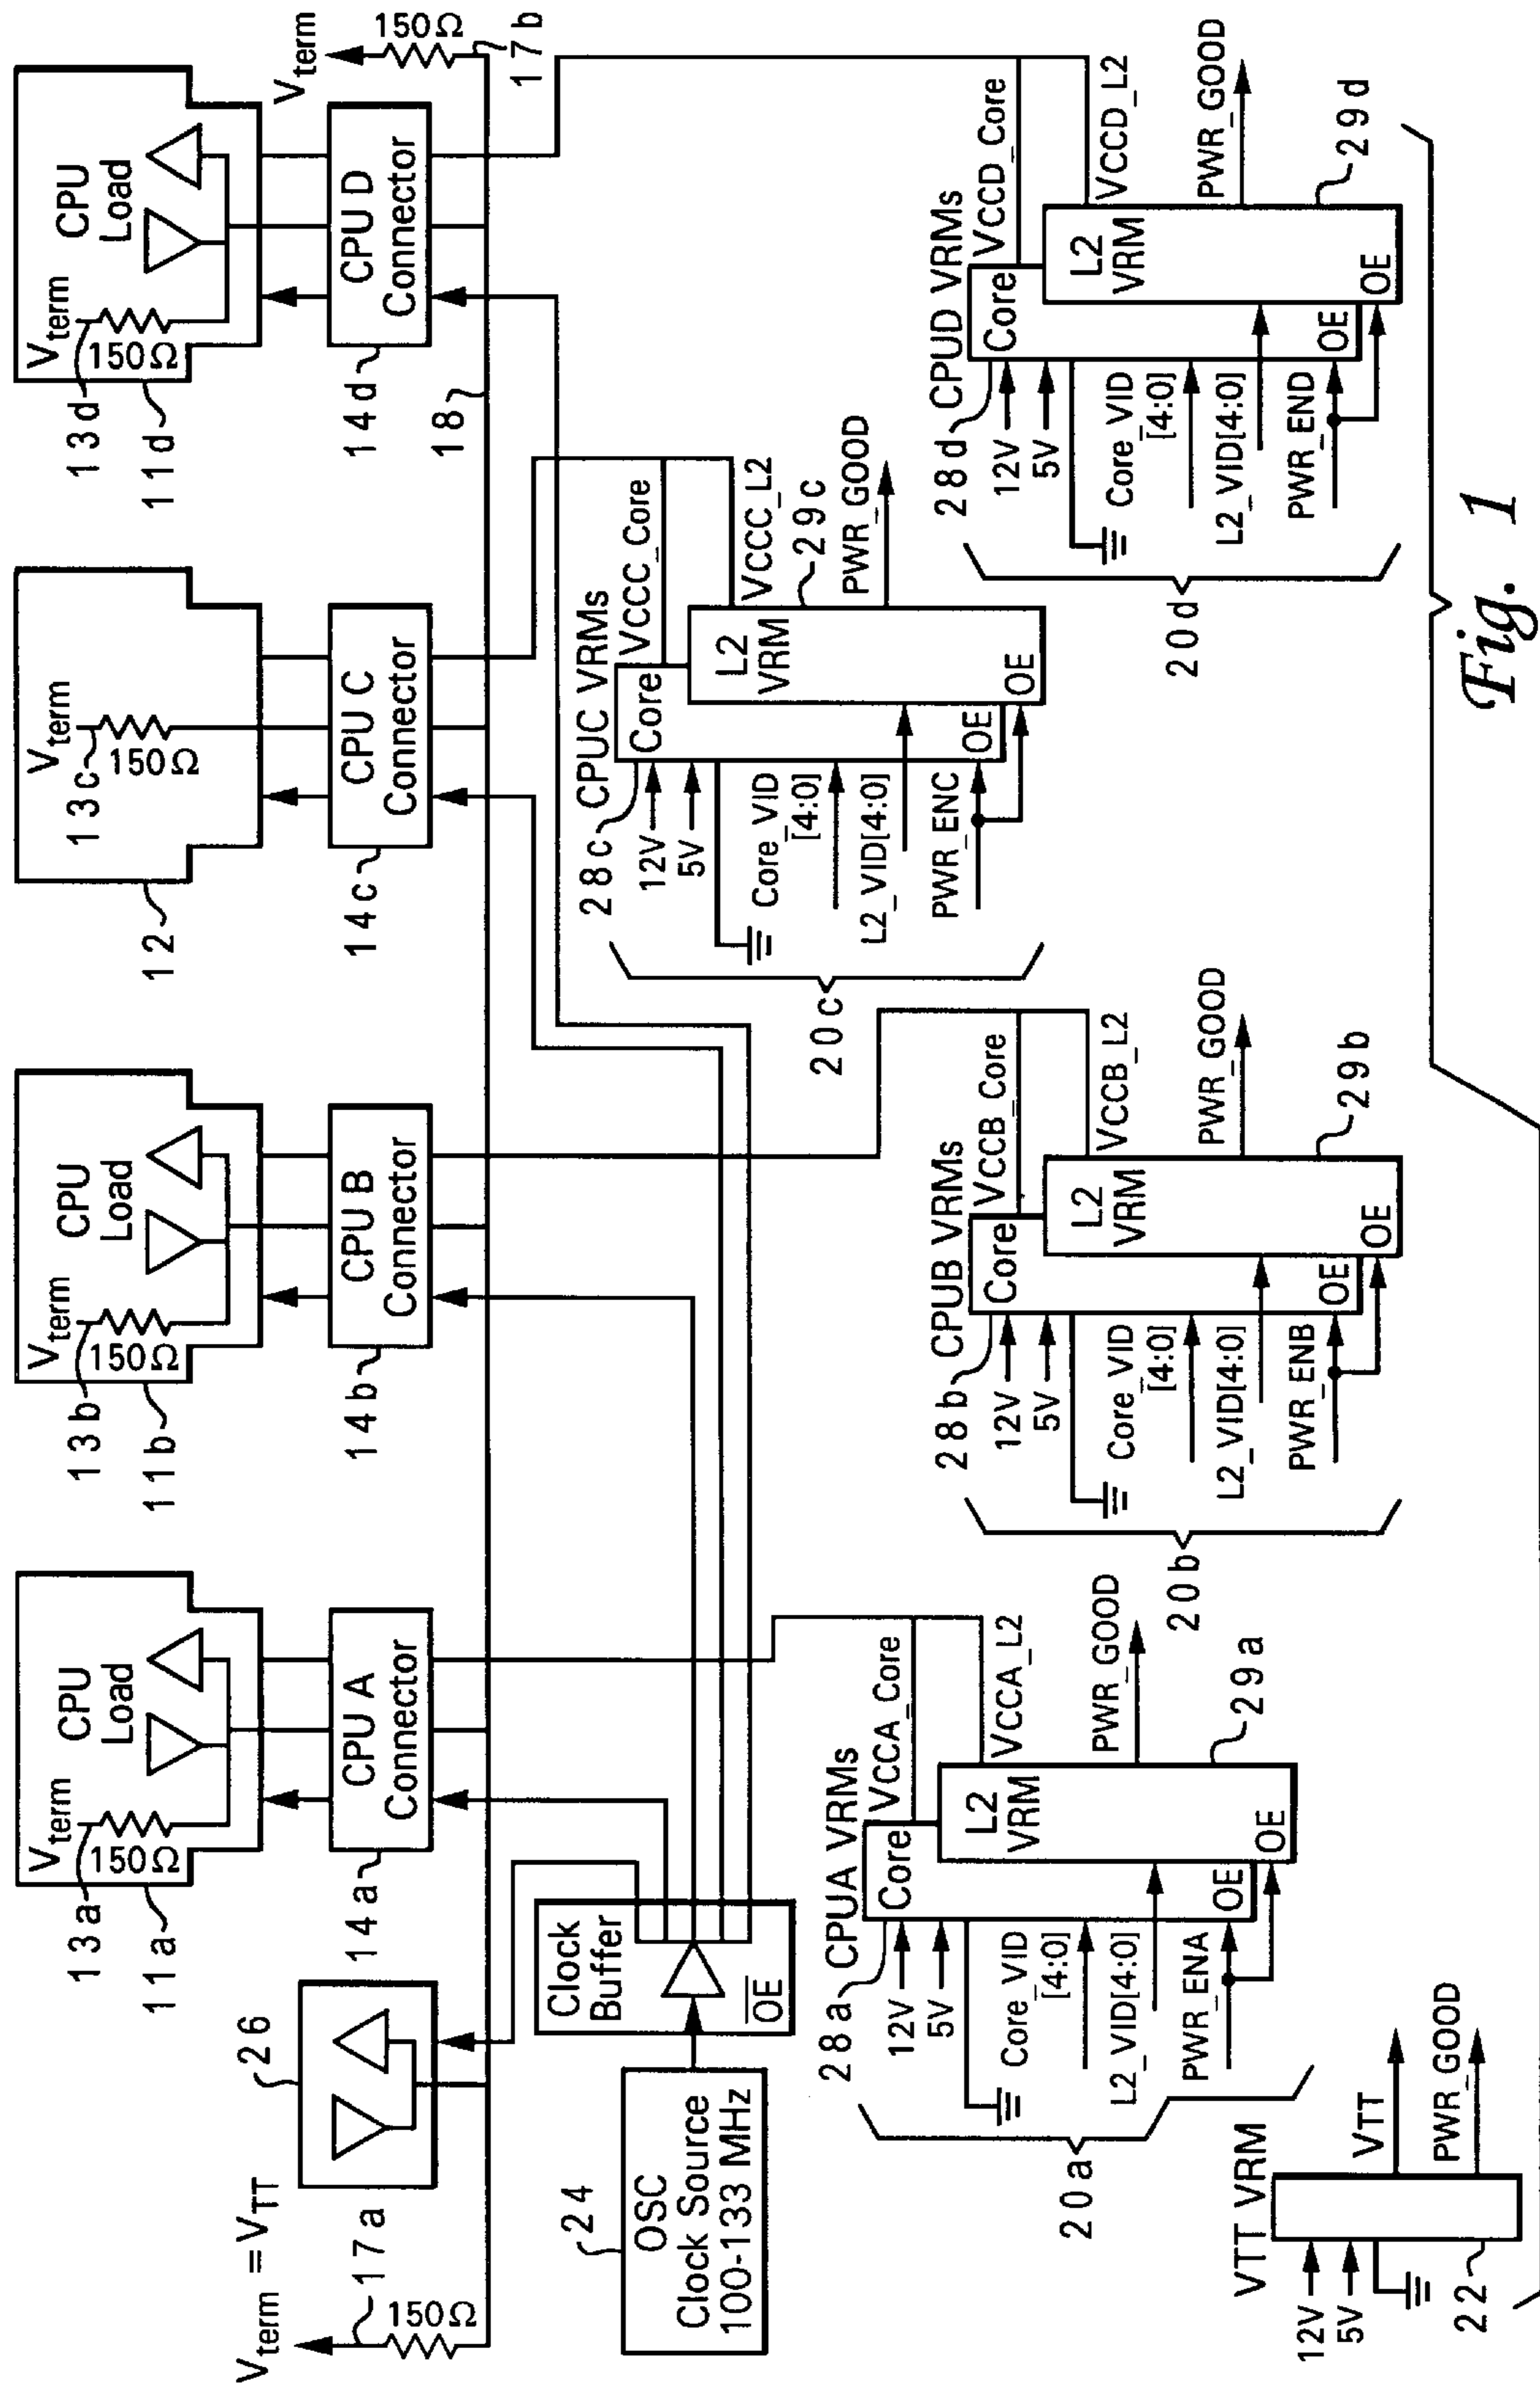 Vterm = VTT
17a
150Ω
26
13a
Vterm
150Ω
CPU
Load
11a
14a
CPU A
Connector
13b
Vterm
150Ω
CPU
Load
11b
14b
CPU B
Connector
Vterm
13c
150Ω
12
14c
CPU C
Connector
13d
Vterm
150Ω
CPU
Load
11d
14d
CPU D
Connector
18
Vterm
150Ω
17b
24
OSC
Clock Source
100-133 MHz
Clock
Buffer
OE
28a
CPUA VRMs
VCCA_Core
12V
5V
Core
Core_VID
[4:0]
L2_VID[4:0]
PWR_ENA
OE
L2
VRM
OE
VCCA_L2
PWR_GOOD
29a
20a
28b
CPUB VRMs
VCCB_Core
12V
5V
Core
Core_VID
[4:0]
L2_VID[4:0]
PWR_ENB
OE
L2
VRM
OE
VCCB_L2
PWR_GOOD
29b
20b
28c
CPUC VRMs
VCCC_Core
12V
5V
Core
Core_VID
[4:0]
L2_VID[4:0]
PWR_ENC
OE
L2
VRM
OE
VCCC_L2
29c
PWR_GOOD
20c
28d
CPUD VRMs
VCCD_Core
12V
5V
Core
Core_VID
[4:0]
L2_VID[4:0]
PWR_END
OE
L2
VRM
OE
VCCD_L2
PWR_GOOD
29d
20d
VTT VRM
12V
5V
22
VTT
PWR_GOOD
Fig. 1